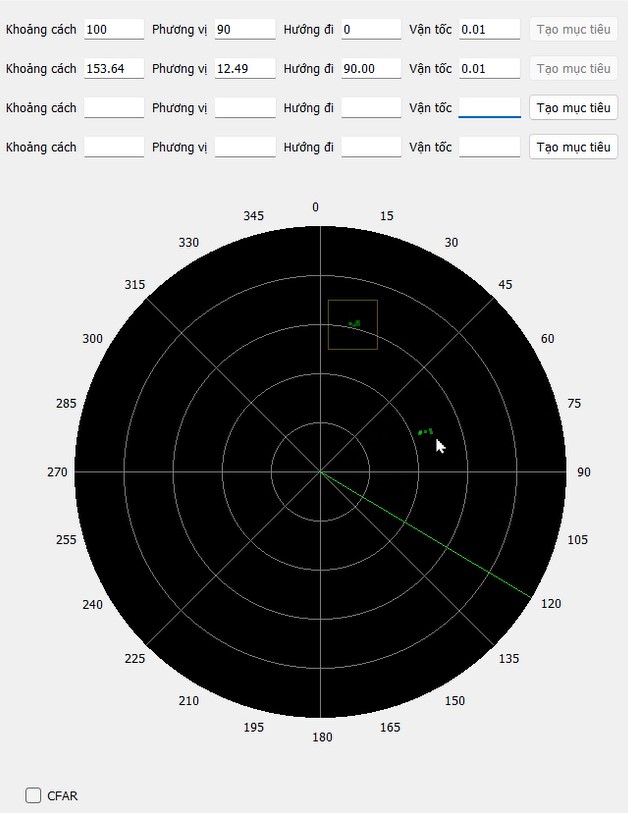 Khoảng cách 100 Phương vị 90 Hướng đi 0 Vận tốc 0.01 Tạo mục tiêu
Khoảng cách 153.64 Phương vị 12.49 Hướng đi 90.00 Vận tốc 0.01 Tạo mục tiêu
Khoảng cách Phương vị Hướng đi Vận tốc Tạo mục tiêu
Khoảng cách Phương vị Hướng đi Vận tốc Tạo mục tiêu
0
345 15
330 30
315 45
300 60
285 75
270 90
255 105
240 120
225 135
210 150
195 165
180
CFAR